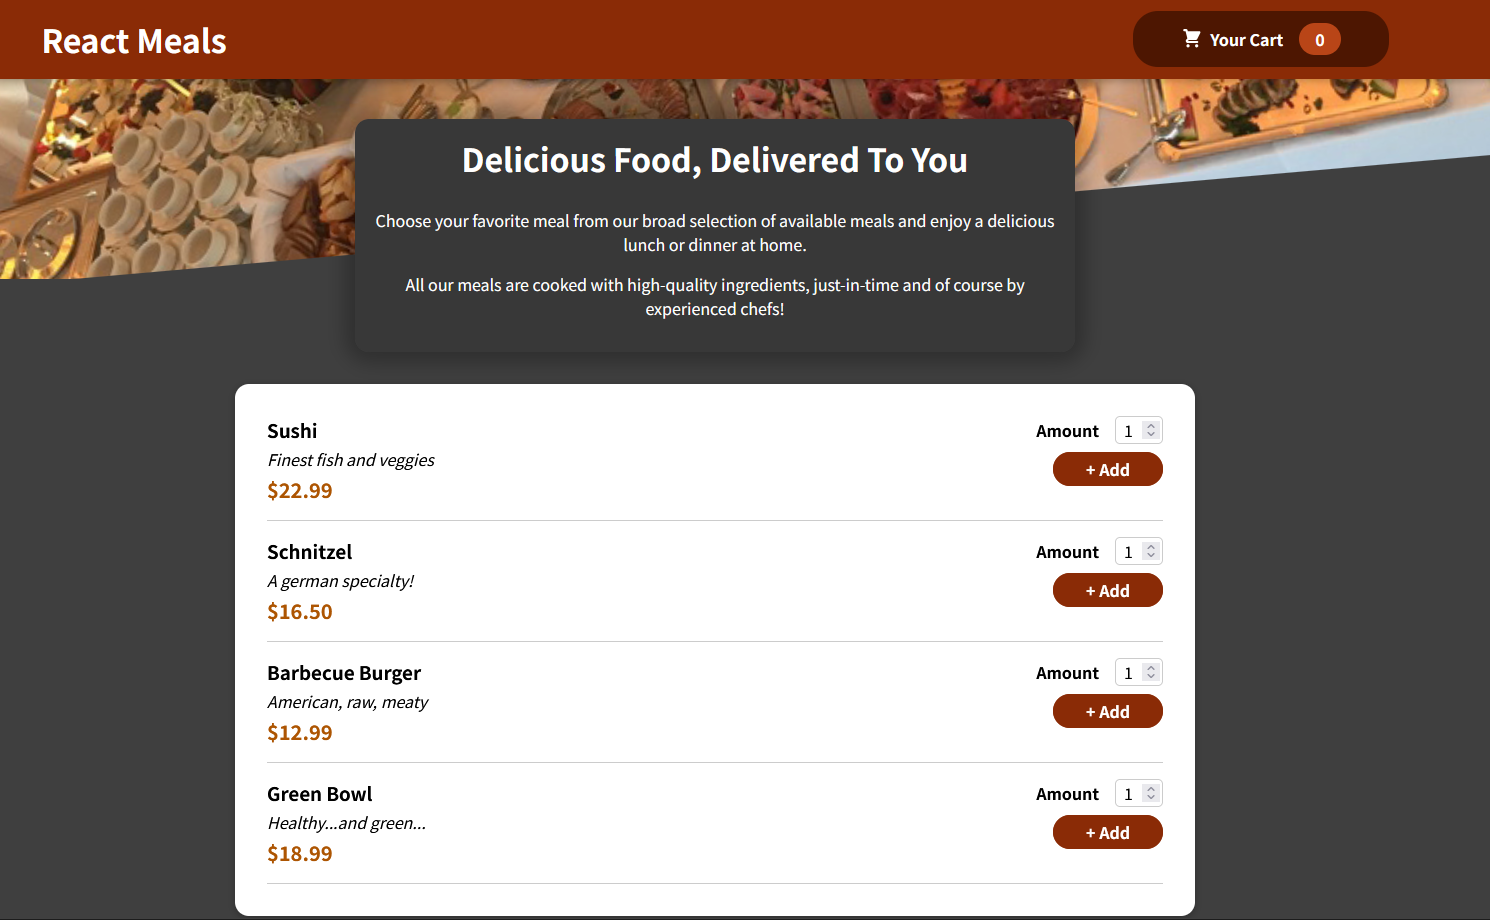 React Meals
Your Cart 0
Delicious Food, Delivered To You
Choose your favorite meal from our broad selection of available meals and enjoy a delicious
lunch or dinner at home.
All our meals are cooked with high-quality ingredients, just-in-time and of course by
experienced chefs!
Sushi
Finest fish and veggies
$22.99
Amount 1
+ Add
Schnitzel
A german specialty!
$16.50
Amount 1
+ Add
Barbecue Burger
American, raw, meaty
$12.99
Amount 1
+ Add
Green Bowl
Healthy...and green...
$18.99
Amount 1
+ Add